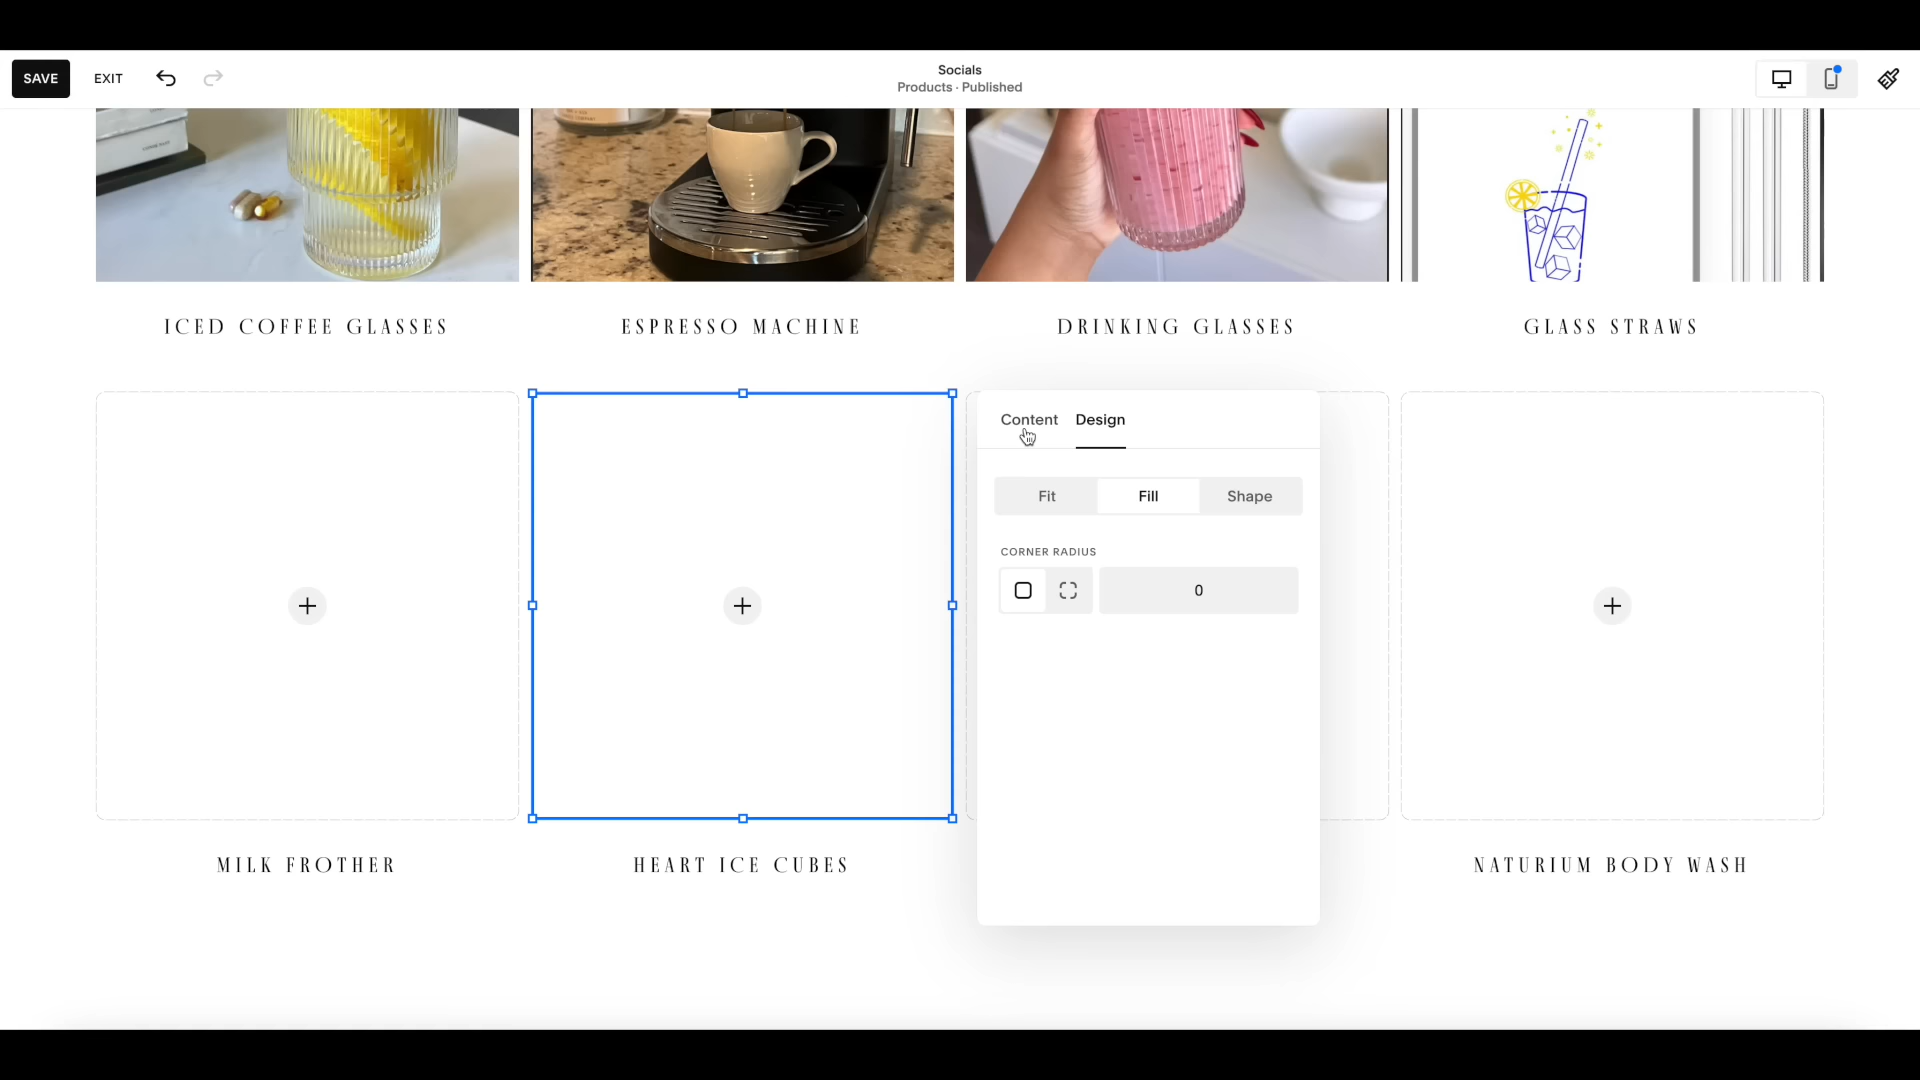 SAVE
EXIT
Socials
Products · Published
ICED COFFEE GLASSES
ESPRESSO MACHINE
DRINKING GLASSES
GLASS STRAWS
Content
Design
Fit
Fill
Shape
CORNER RADIUS
0
MILK FROTHER
HEART ICE CUBES
NATURIUM BODY WASH